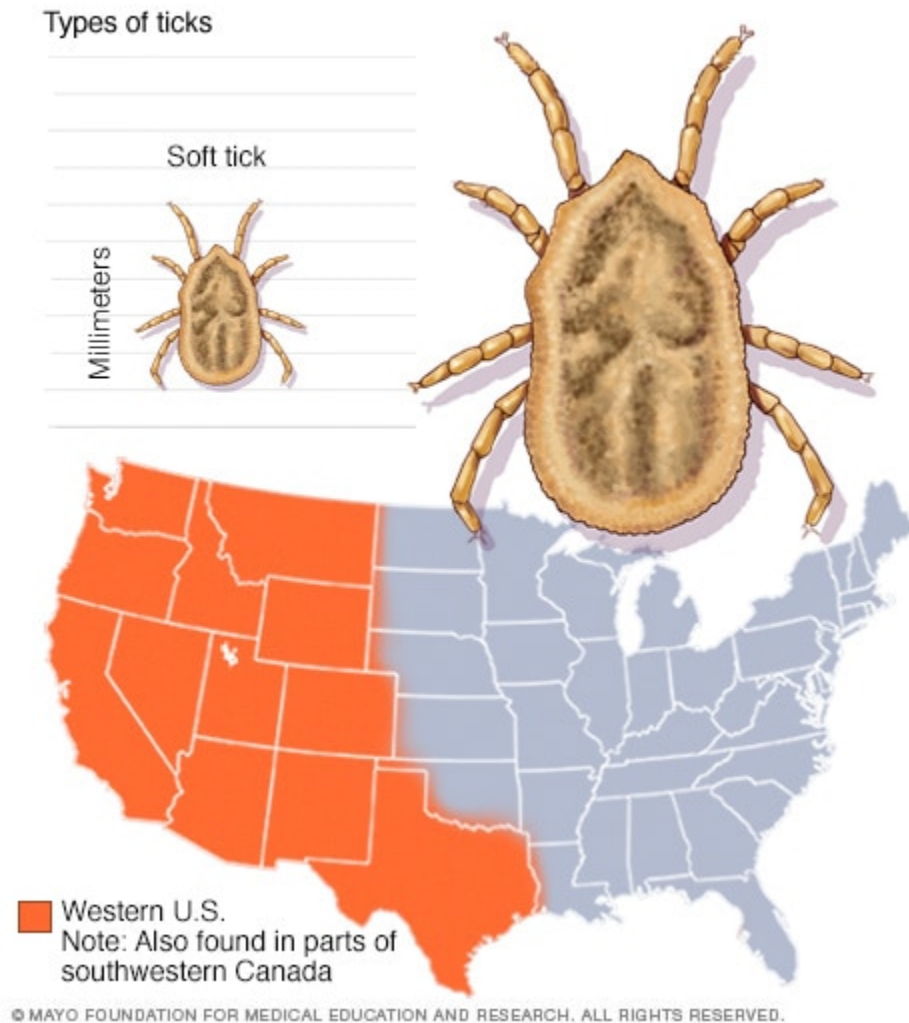 Types of ticks
Soft tick
Millimeters
Western U.S.
Note: Also found in parts of
southwestern Canada
© MAYO FOUNDATION FOR MEDICAL EDUCATION AND RESEARCH. ALL RIGHTS RESERVED.